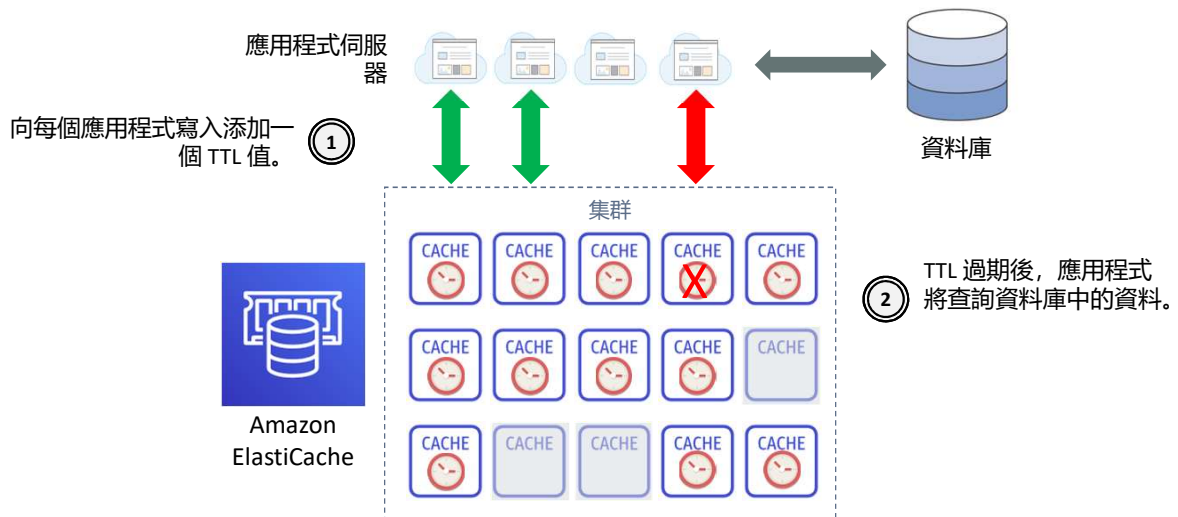 應用程式伺服
器
向每個應用程式寫入添加一
個 TTL 值。
1
資料庫
集群
CACHE CACHE CACHE CACHE CACHE
X
2
TTL 過期後，應用程式
將查詢資料庫中的資料。
CACHE CACHE CACHE CACHE CACHE
Amazon
ElastiCache
CACHE CACHE CACHE CACHE CACHE